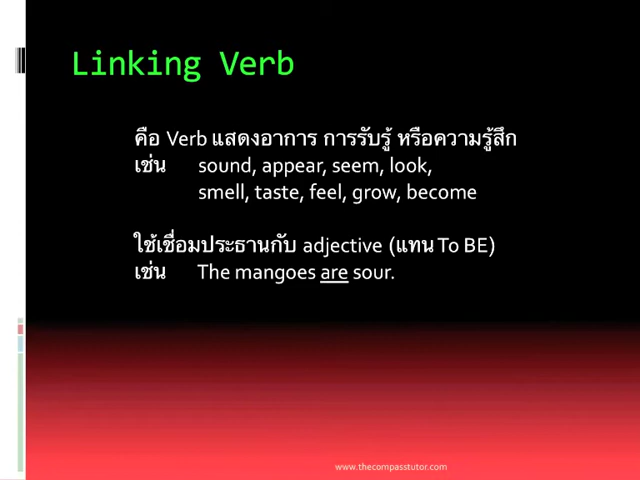 Linking Verb
คือ Verb แสดงอาการ การรับรู้ หรือความรู้สึก
เช่น sound, appear, seem, look,
smell, taste, feel, grow, become
ใช้เชื่อมประธานกับ adjective (แทน To BE)
เช่น The mangoes are sour.
www.thecompasstutor.com